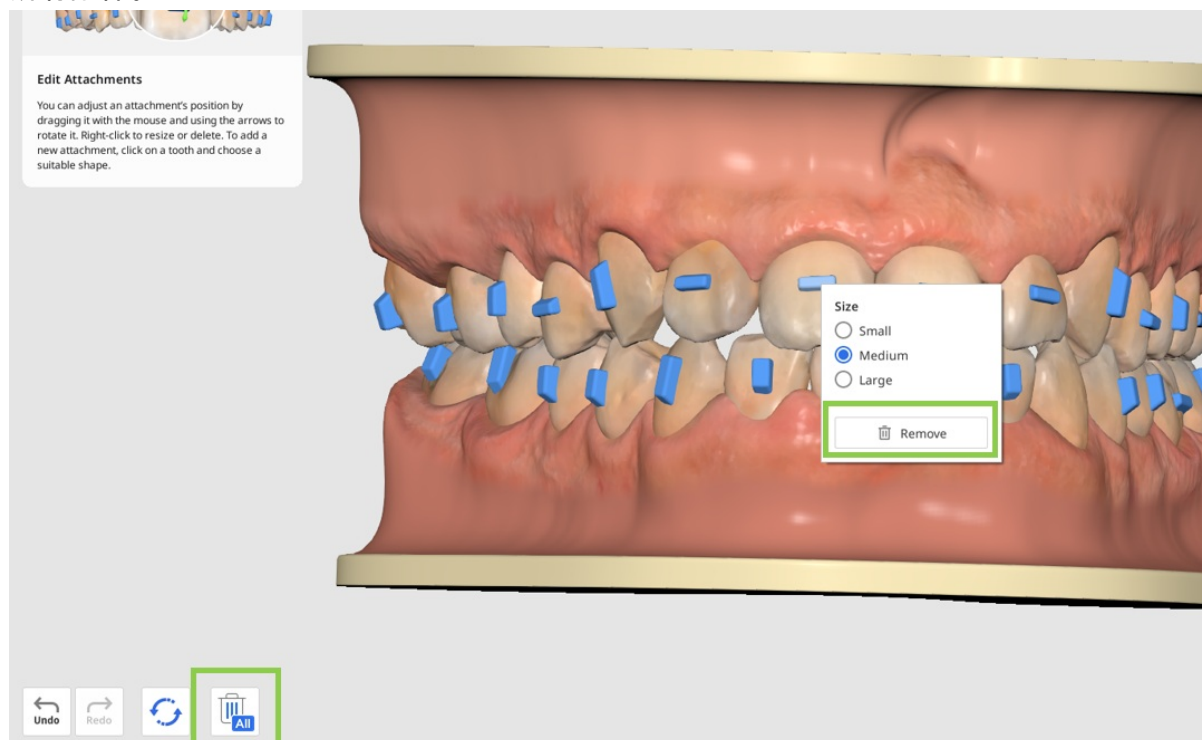 Edit Attachments
You can adjust an attachment's position by
dragging it with the mouse and using the arrows to
rotate it. Right-click to resize or delete. To add a
new attachment, click on a tooth and choose a
suitable shape.
Size
Small
Medium
Large
Remove
Undo
Redo
All